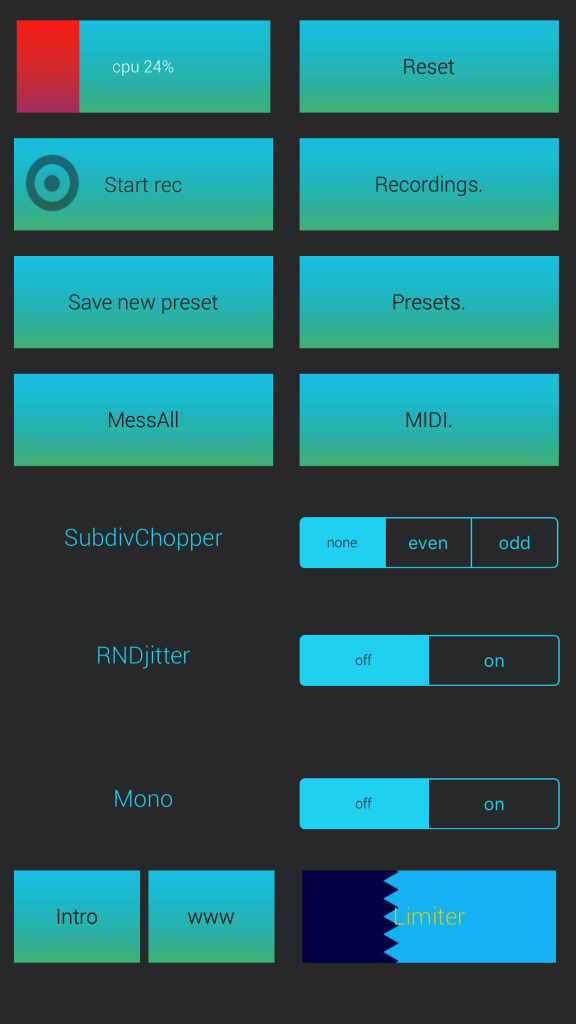 cpu 24%
Reset
Start rec
Recordings.
Save new preset
Presets.
MessAll
MIDI.
SubdivChopper
none
even
odd
RNDjitter
off
on
Mono
off
on
Intro
www
Limiter